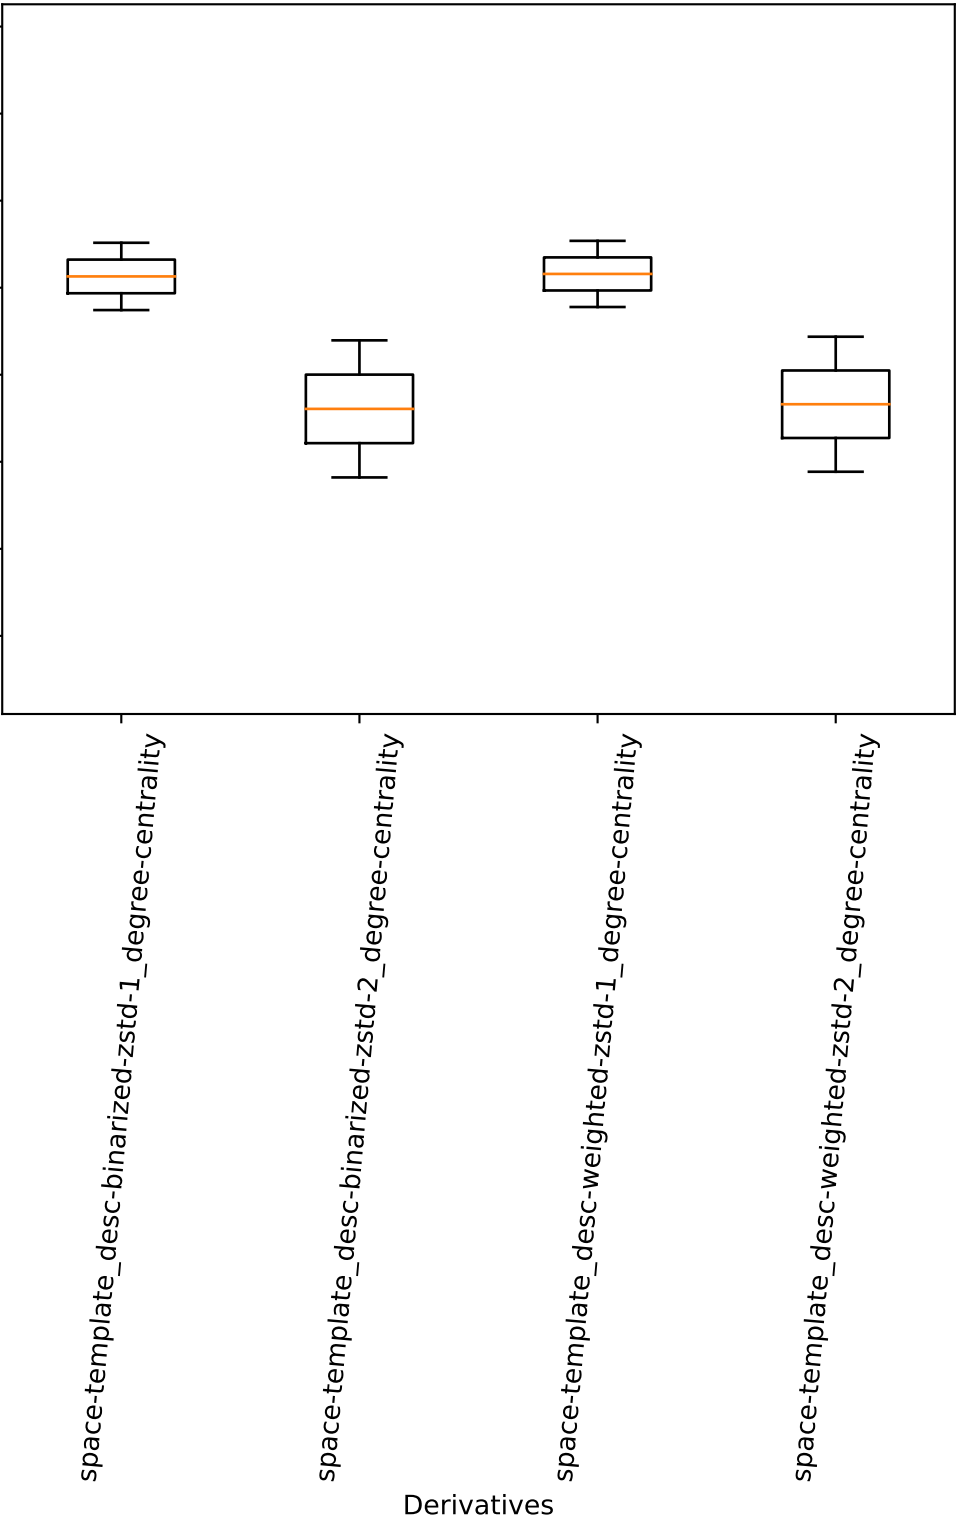 space-template_desc-binarized-zstd-1_degree-centrality
space-template_desc-binarized-zstd-2_degree-centrality
space-template_desc-weighted-zstd-1_degree-centrality
space-template_desc-weighted-zstd-2_degree-centrality
Derivatives